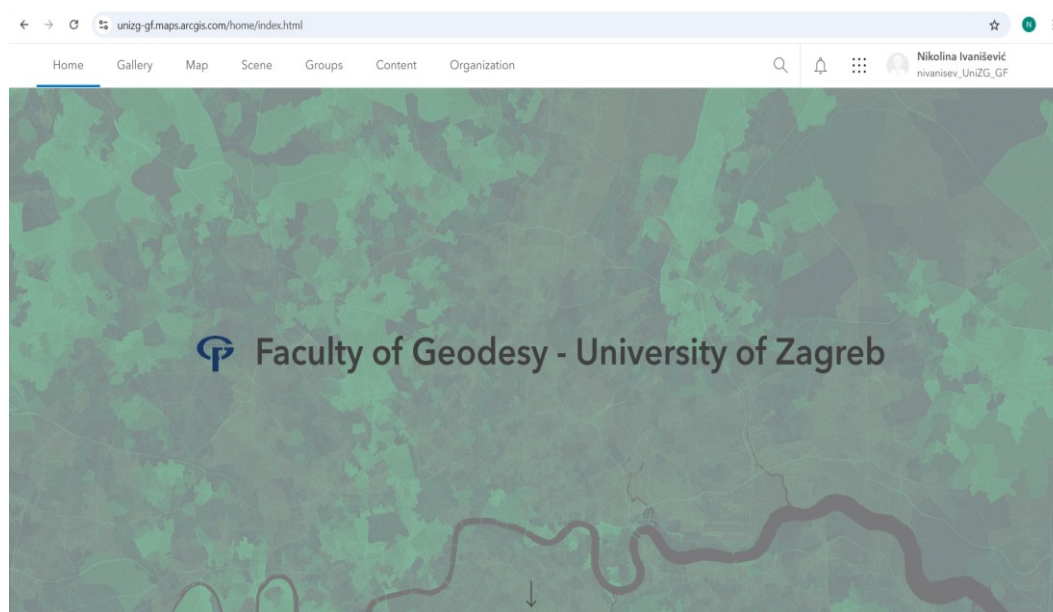 unizg-gf.maps.arcgis.com/home/index.html
N
Home Gallery Map Scene Groups Content Organization
Nikolina Ivanišević
nivanisev_UniZG_GF
Faculty of Geodesy - University of Zagreb